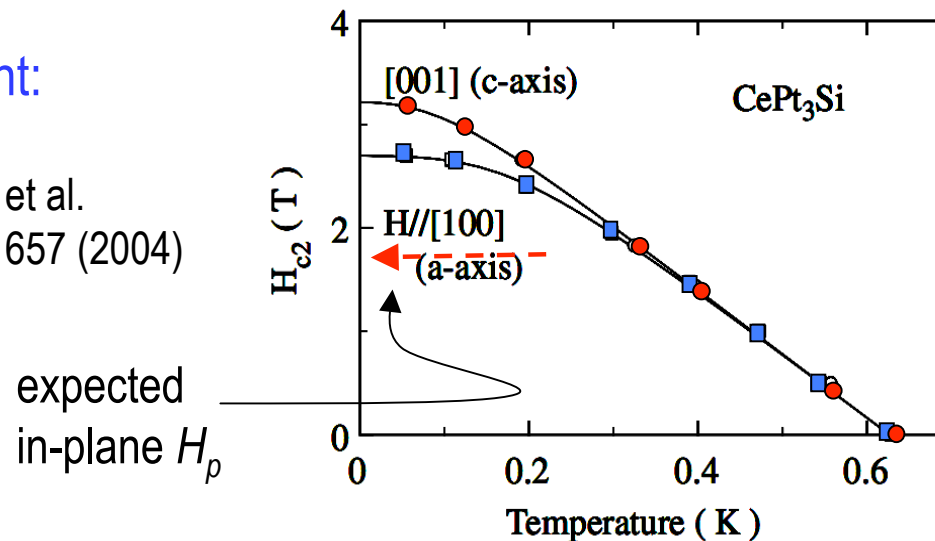 nt:
et al.
657 (2004)
expected
in-plane Hp
4
2
0
Hc2 ( T )
[001] (c-axis)
CePt3Si
H//[100]
(a-axis)
0 0.2 0.4 0.6
Temperature ( K )